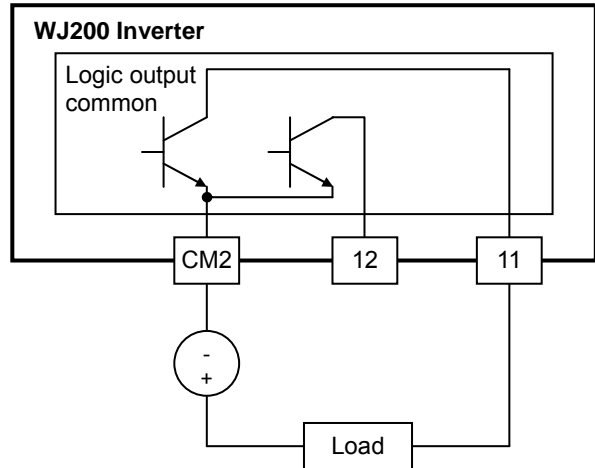 WJ200 Inverter
Logic output
common
CM2
12
11
-
+
Load